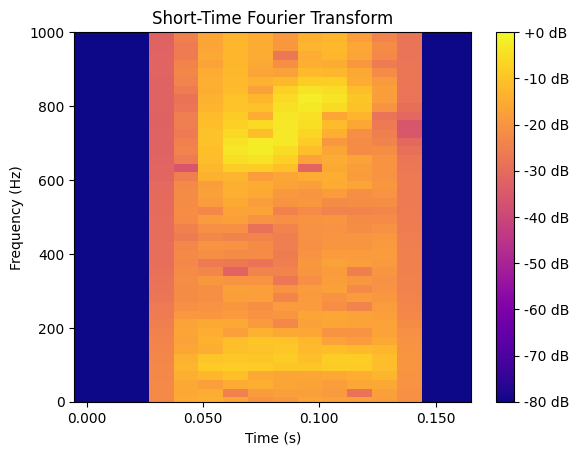 Short-Time Fourier Transform
1000
800
600
400
200
0
Frequency (Hz)
0.000
0.050
0.100
0.150
Time (s)
+0 dB
-10 dB
-20 dB
-30 dB
-40 dB
-50 dB
-60 dB
-70 dB
-80 dB